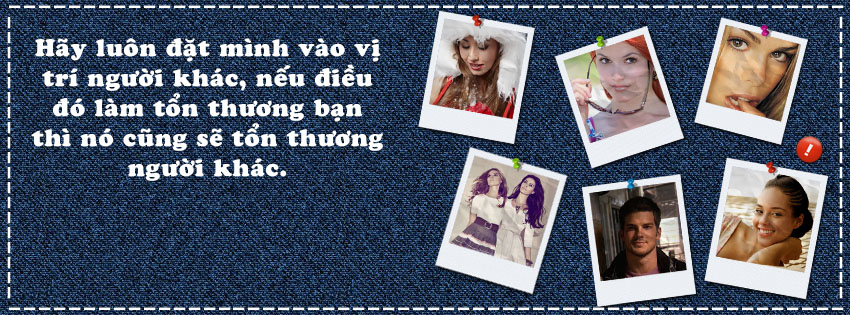 Hãy luôn đặt mình vào vị
trí người khác, nếu điều
đó làm tổn thương bạn
thì nó cũng sẽ tổn thương
người khác.
!